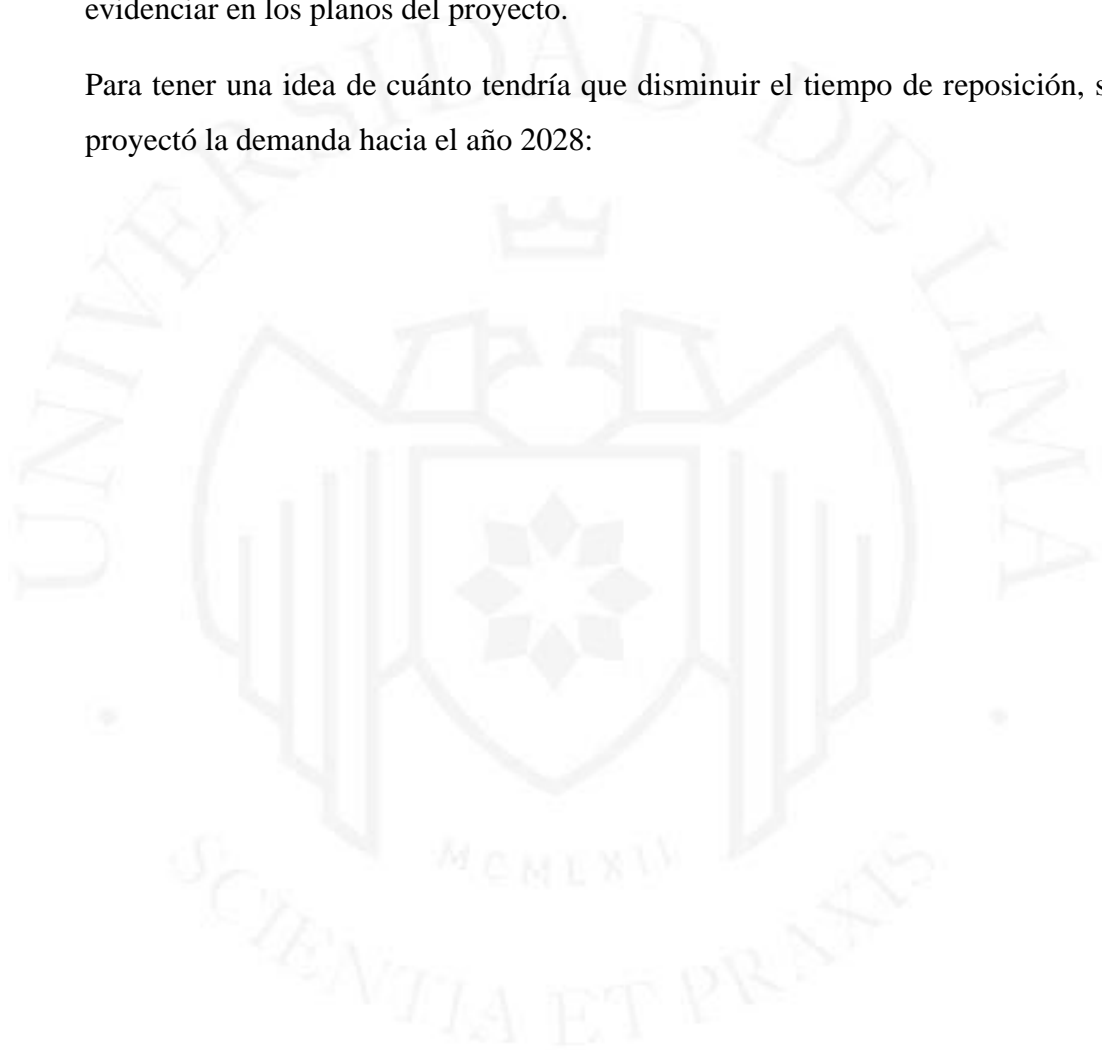 evidenciar en los planos del proyecto.
Para tener una idea de cuánto tendría que disminuir el tiempo de reposición, s
proyectó la demanda hacia el año 2028:
UNIVERSIDAD DE LIMA
MCMLXII
SCIENTIA ET PRAXIS